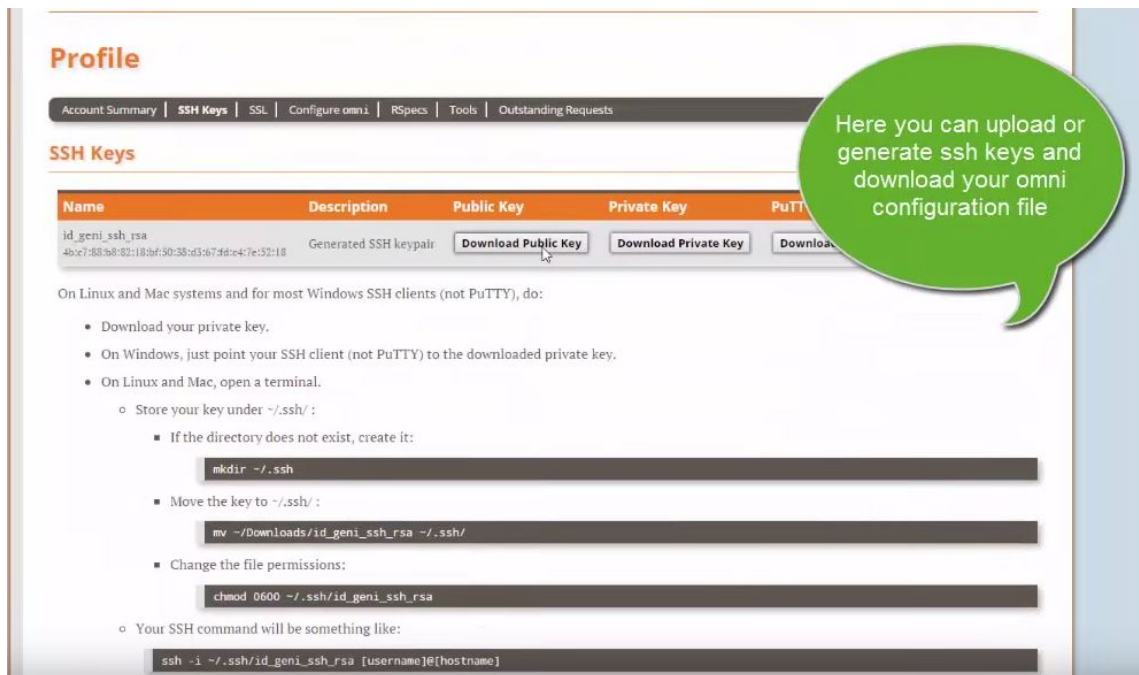 Profile
Account Summary | SSH Keys | SSL | Configure omni | RSpecs | Tools | Outstanding Requests
Here you can upload or
generate ssh keys and
download your omni
configuration file
SSH Keys
Name Description Public Key Private Key PuTT
id_geni_ssh_rsa
Generated SSH keypair Download Public Key Download Private Key Downloa
On Linux and Mac systems and for most Windows SSH clients (not PuTTY), do:
• Download your private key.
• On Windows, just point your SSH client (not PuTTY) to the downloaded private key.
• On Linux and Mac, open a terminal.
○ Store your key under ~/.ssh/ :
▪ If the directory does not exist, create it:
mkdir ~/.ssh
▪ Move the key to ~/.ssh/ :
mv ~/Downloads/id_geni_ssh_rsa ~/.ssh/
▪ Change the file permissions:
chmod 0600 ~/.ssh/id_geni_ssh_rsa
○ Your SSH command will be something like:
ssh -i ~/.ssh/id_geni_ssh_rsa [username]@[hostname]